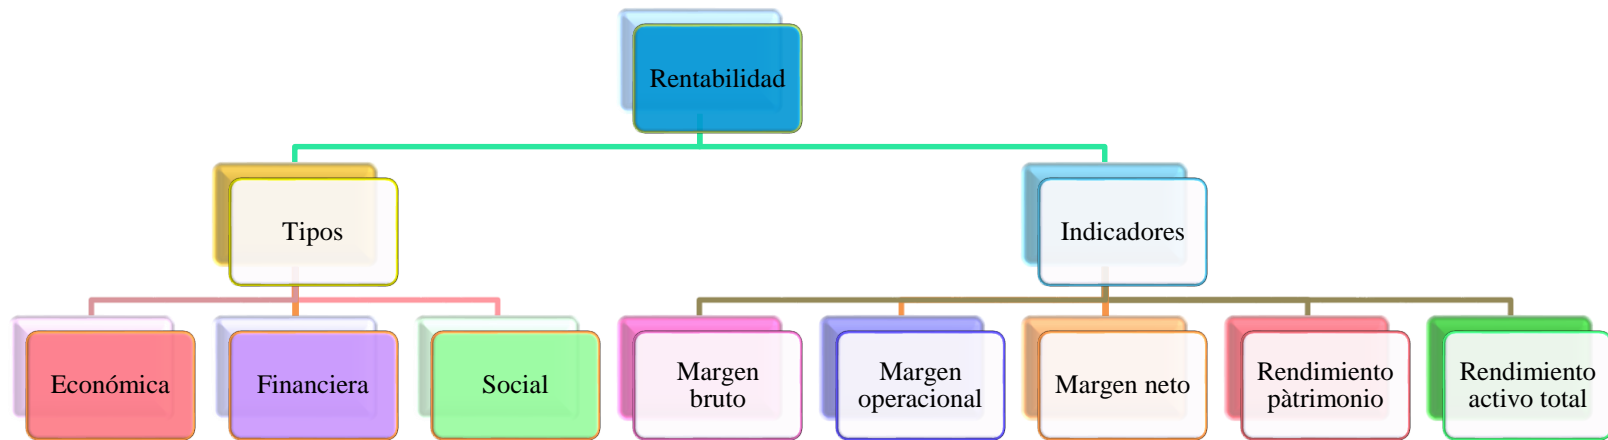 Rentabilidad
Tipos
Indicadores
Económica
Financiera
Social
Margen
bruto
Margen
operacional
Margen neto
Rendimiento
pàtrimonio
Rendimiento
activo total